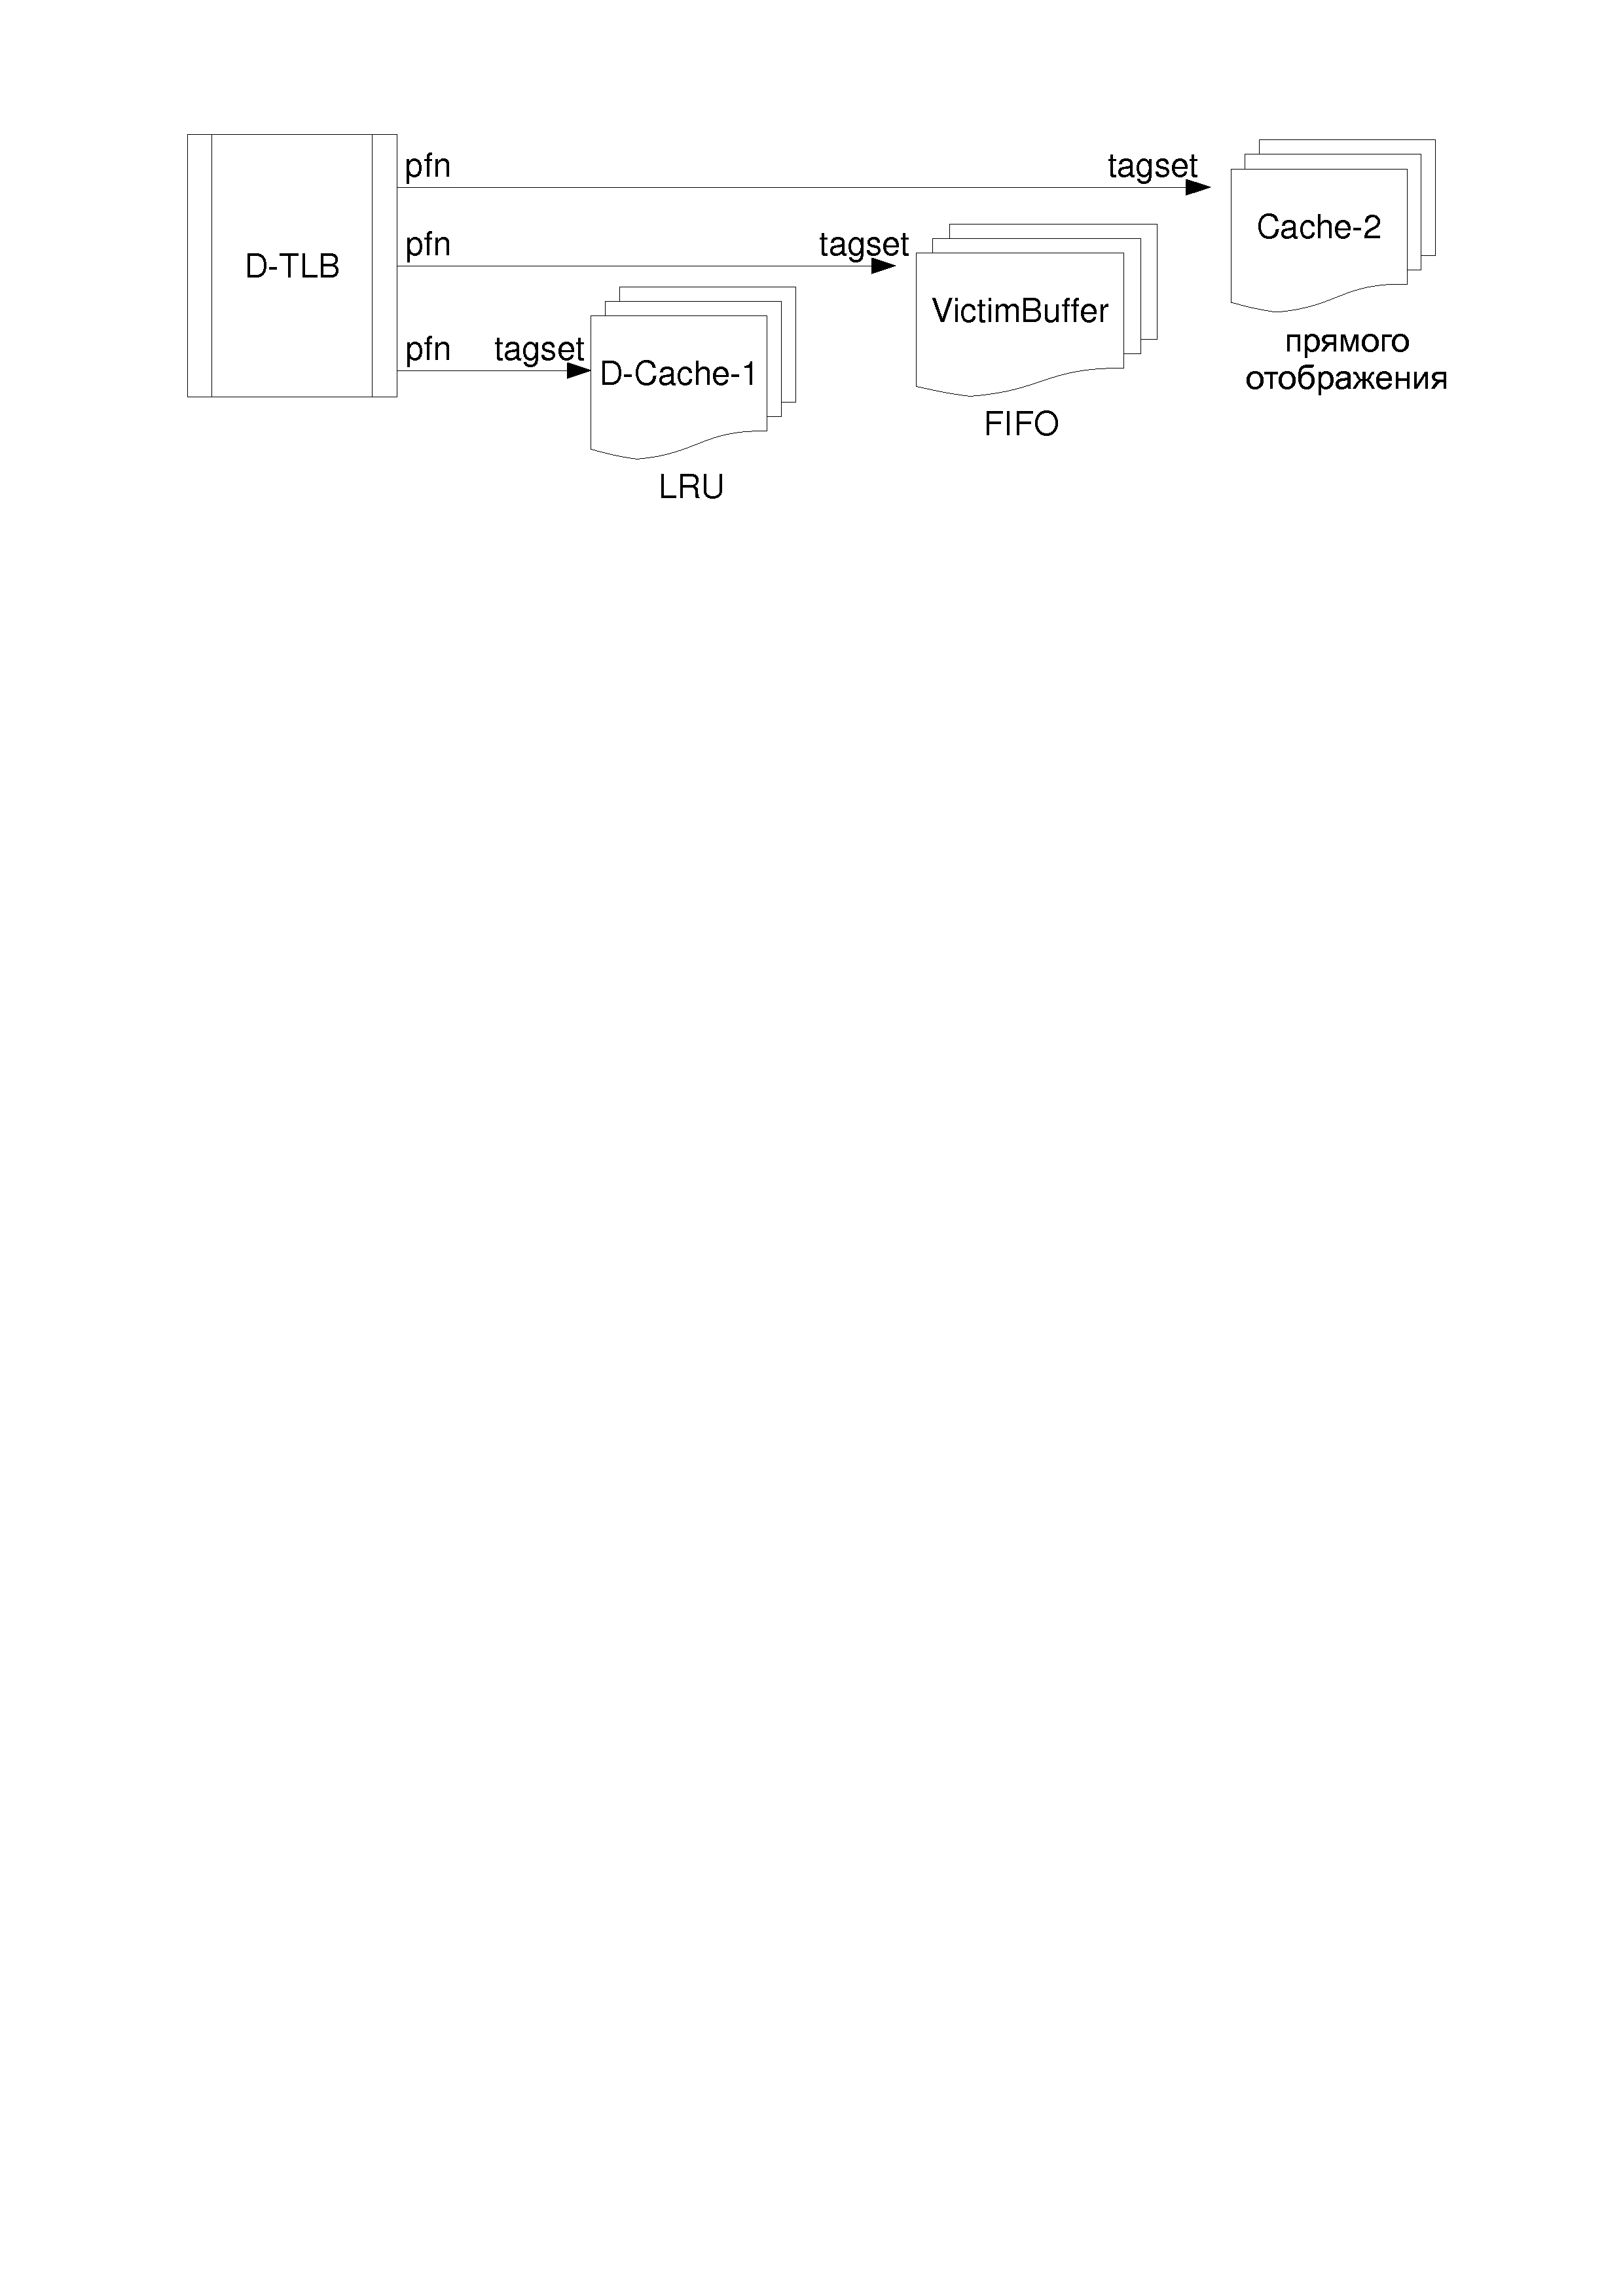 pfn
tagset
Cache-2
D-TLB
pfn
tagset
VictimBuffer
прямого
отображения
pfn
tagset
D-Cache-1
FIFO
LRU